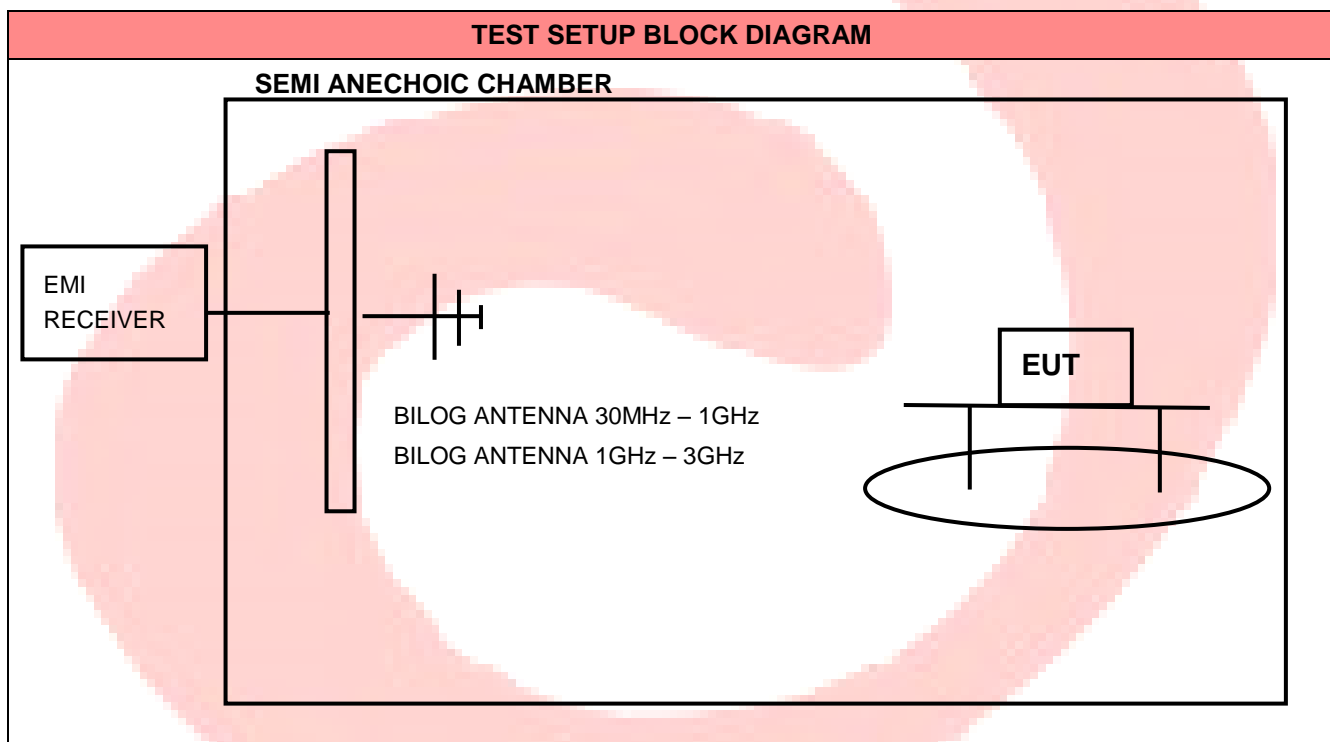 TEST SETUP BLOCK DIAGRAM
SEMI ANECHOIC CHAMBER
EMI
RECEIVER
BILOG ANTENNA 30MHz – 1GHz
BILOG ANTENNA 1GHz – 3GHz
EUT